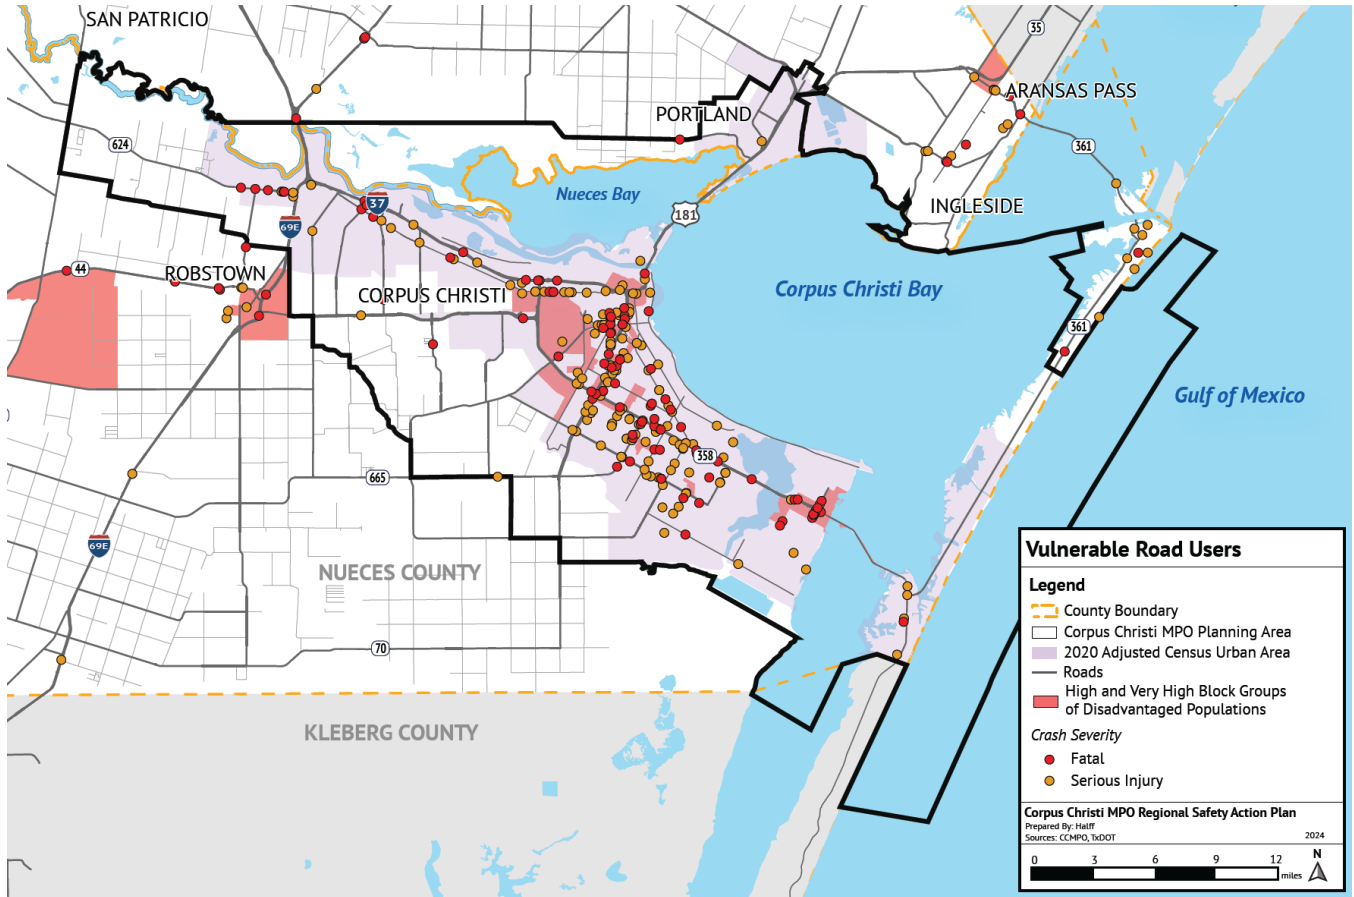 SAN PATRICIO
35
ARANSAS PASS
PORTLAND
624
361
Nueces Bay
37
INGLESIDE
181
69E
44
ROBSTOWN
CORPUS CHRISTI
Corpus Christi Bay
361
Gulf of Mexico
358
665
69E
NUECES COUNTY
70
KLEBERG COUNTY
Vulnerable Road Users
Legend
County Boundary
Corpus Christi MPO Planning Area
2020 Adjusted Census Urban Area
Roads
High and Very High Block Groups
of Disadvantaged Populations
Crash Severity
Fatal
Serious Injury
Corpus Christi MPO Regional Safety Action Plan
Prepared By: Halff
Sources: CCMPO, TxDOT
2024
0 3 6 9 12
miles
N